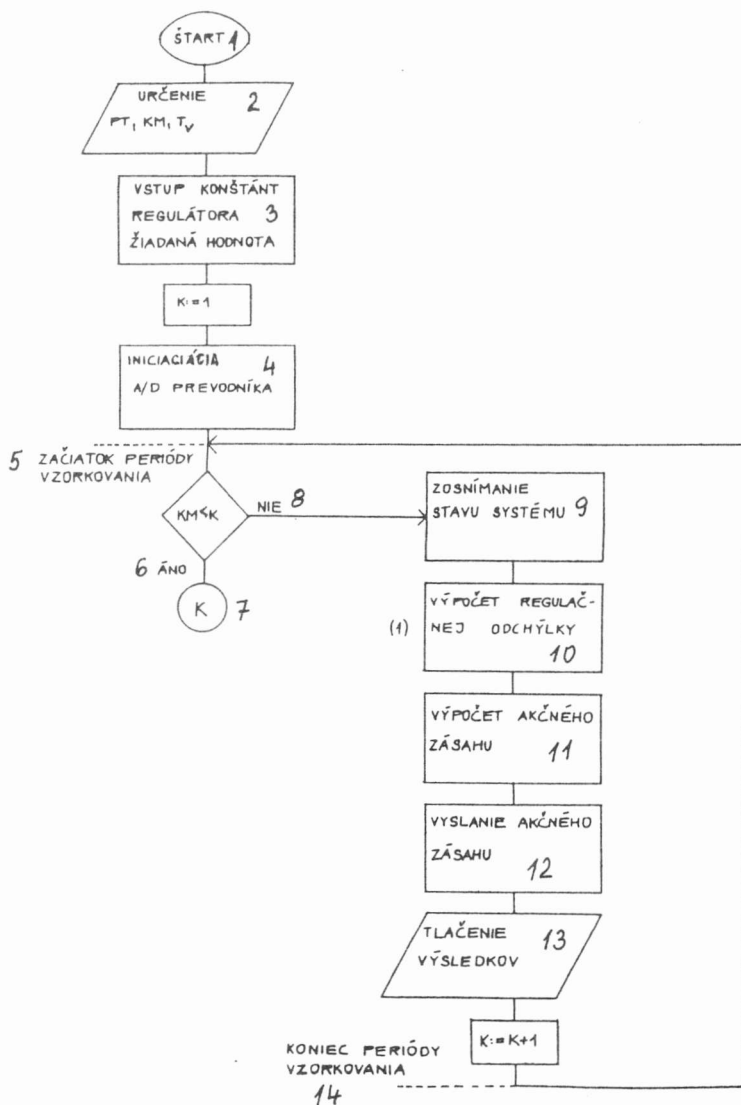 ŠTART 1
URČENIE 2
PT, KM, Tv
VSTUP KONŠTÁNT
REGULÁTORA 3
ŽIADANÁ HODNOTA
K:=1
INICIACIÁCIA 4
A/D PREVODNÍKA
5 ZAČIATOK PERIÓDY
VZORKOVANIA
KM<K
NIE 8
6 ÁNO
K 7
ZOSNÍMANIE
STAVU SYSTÉMU 9
(1)
VÝPOČET REGULAČ-
NEJ ODCHÝLKY
10
VÝPOČET AKČNÉHO
ZÁSAHU 11
VYSLANIE AKČNÉHO
ZÁSAHU 12
TLAČENIE 13
VÝSLEDKOV
K:=K+1
KONIEC PERIÓDY
VZORKOVANIA
14